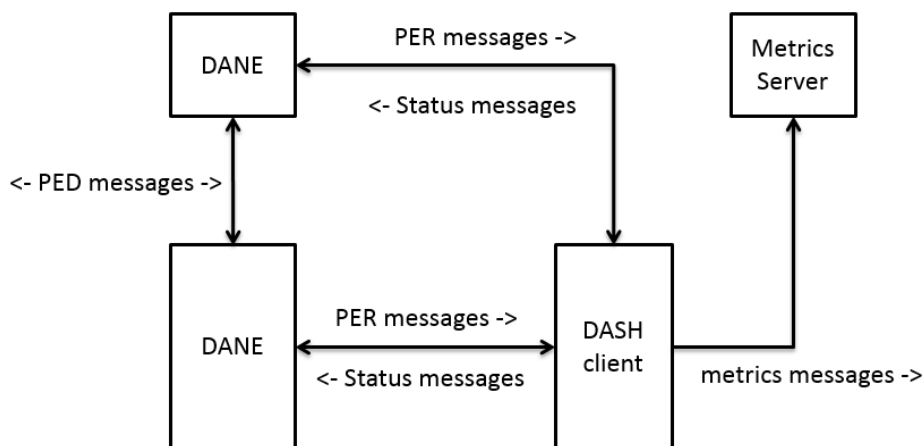 PER messages ->
DANE
Metrics
Server
<- Status messages
<- PED messages ->
PER messages ->
DANE
DASH
client
<- Status messages
metrics messages ->